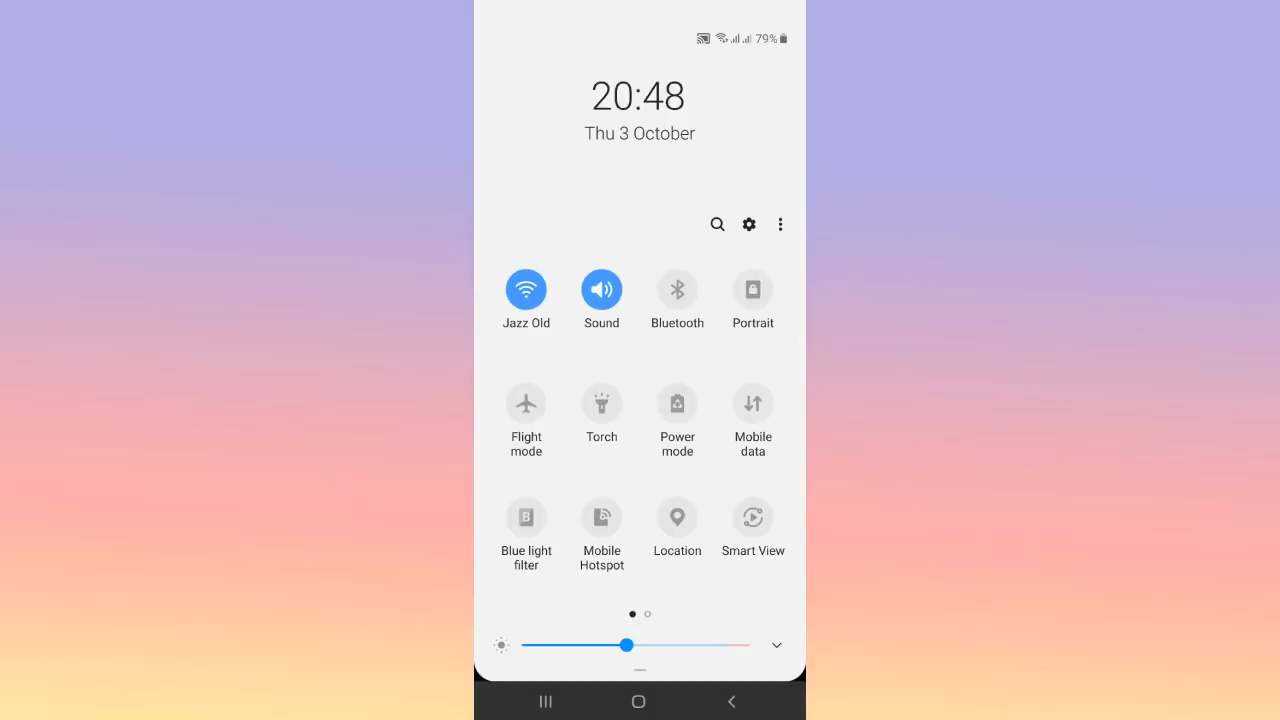 79%
20:48
Thu 3 October
Jazz Old
Sound
Bluetooth
Portrait
Flight
mode
Torch
Power
mode
Mobile
data
B
Blue light
filter
Mobile
Hotspot
Location
Smart View